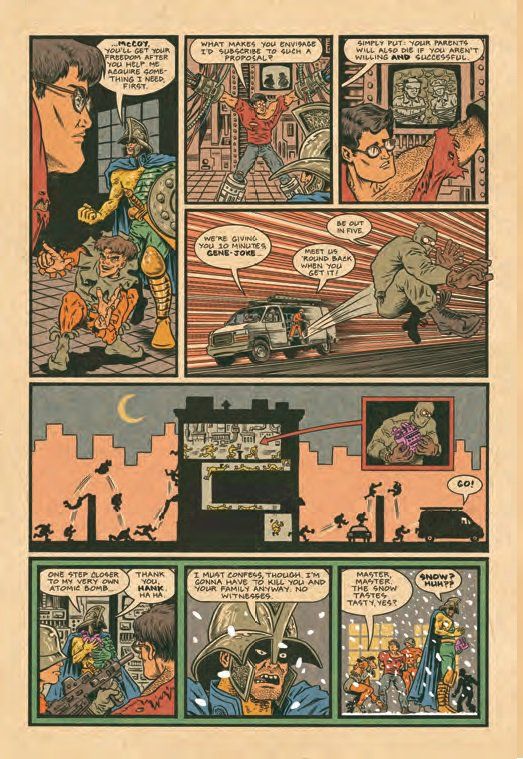 ...McCOY,
YOU'LL GET YOUR
FREEDOM AFTER
YOU HELP ME
ACQUIRE SOME-
THING I NEED,
FIRST.
WHAT MAKES YOU ENVISAGE
I'D SUBSCRIBE TO SUCH A
PROPOSAL?
SIMPLY PUT: YOUR PARENTS
WILL ALSO DIE IF YOU AREN'T
WILLING AND SUCCESSFUL.
WE'RE GIVING
YOU 10 MINUTES
GENE-JOKE...
MEET US
'ROUND BACK
WHEN YOU
GET IT!
BE OUT
IN FIVE.
GO!
ONE STEP CLOSER
TO MY VERY OWN
ATOMIC BOMB...
THANK
YOU,
HANK.
HA HA.
I MUST CONFESS, THOUGH. I'M
GONNA HAVE TO KILL YOU AND
YOUR FAMILY ANYWAY. NO
WITNESSES.
MASTER,
MASTER.
THE SNOW
TASTES
TASTY, YES?
SNOW?
HUH??